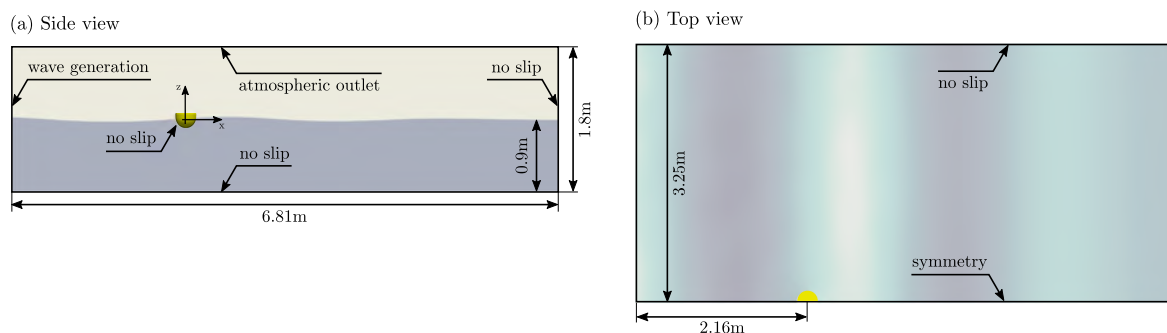 (a) Side view
wave generation
z
x
no slip
no slip
atmospheric outlet
no slip
0.9m
1.8m
6.81m
(b) Top view
no slip
3.25m
symmetry
2.16m